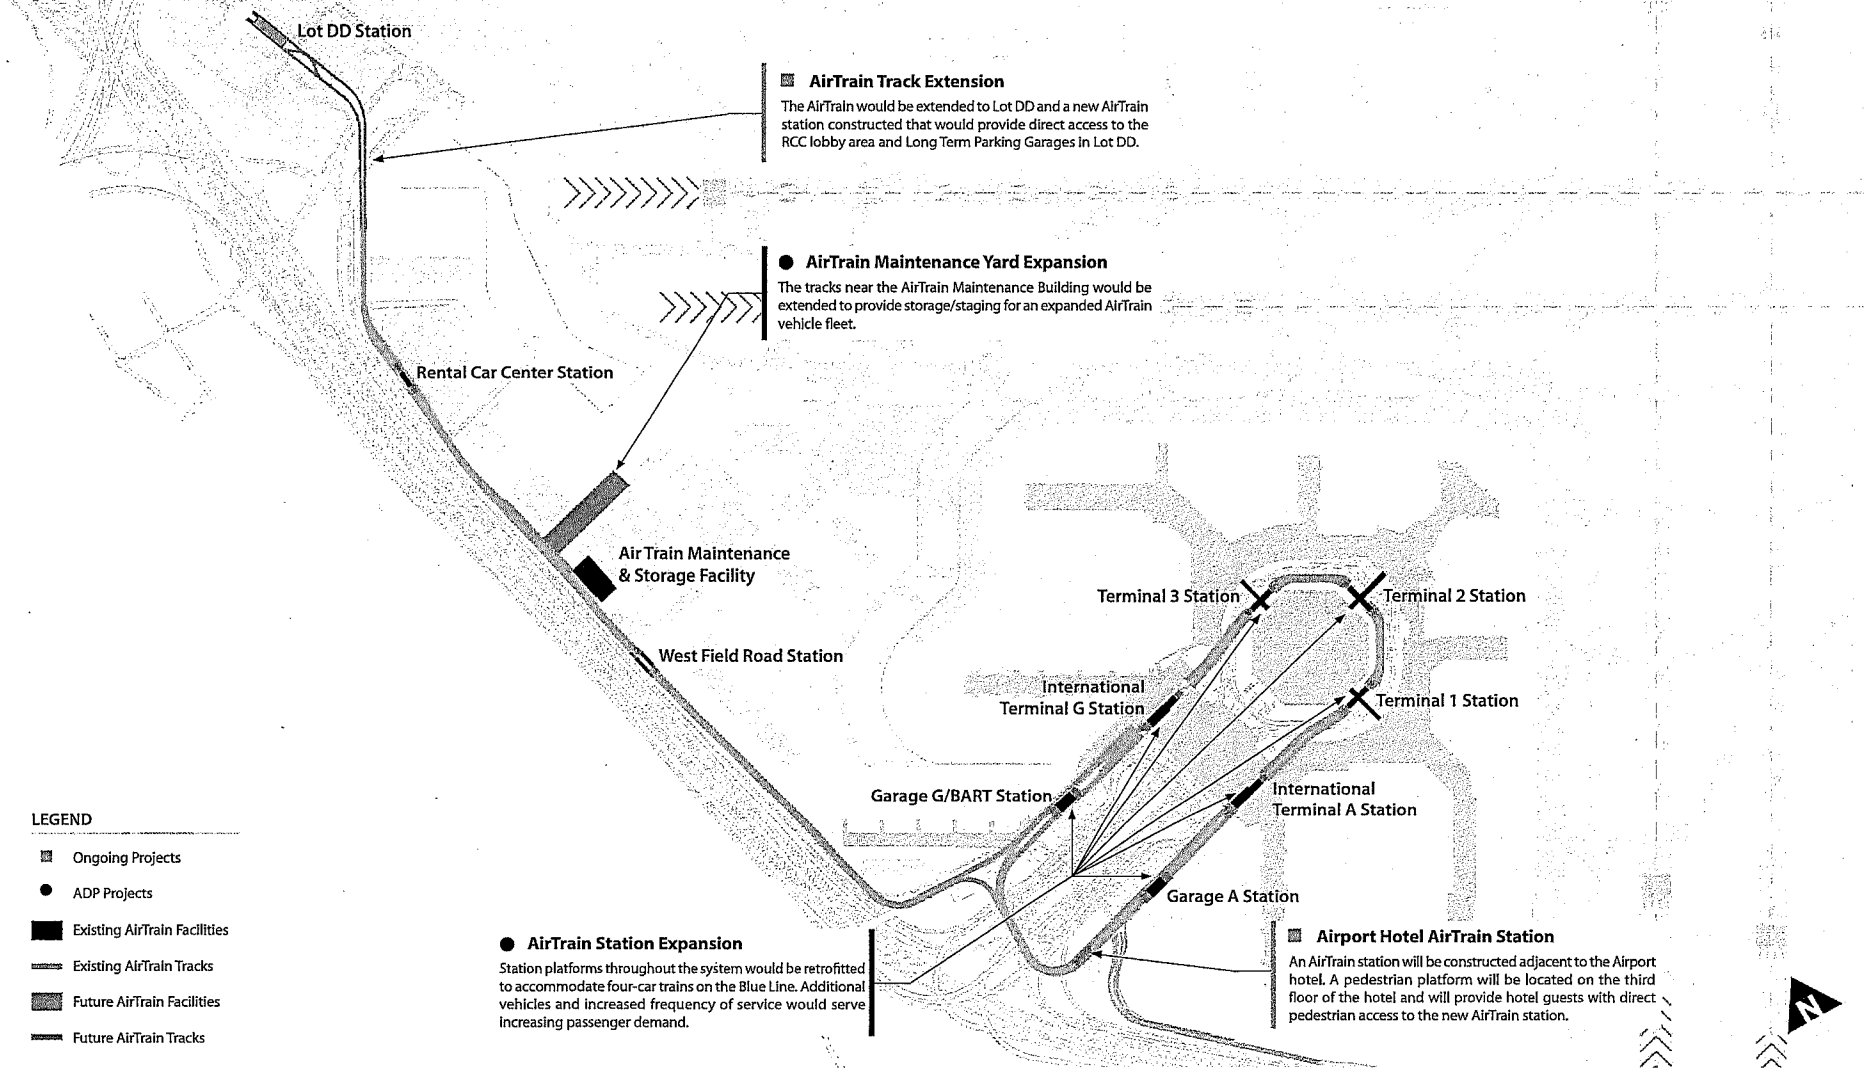 Lot DD Station
AirTrain Track Extension
The AirTrain would be extended to Lot DD and a new AirTrain
station constructed that would provide direct access to the
RCC lobby area and Long Term Parking Garages in Lot DD.
AirTrain Maintenance Yard Expansion
The tracks near the AirTrain Maintenance Building would be
extended to provide storage/staging for an expanded AirTrain
vehicle fleet.
Rental Car Center Station
AirTrain Maintenance
& Storage Facility
West Field Road Station
Terminal 3 Station
Terminal 2 Station
International
Terminal G Station
Terminal 1 Station
Garage G/BART Station
International
Terminal A Station
Garage A Station
LEGEND
Ongoing Projects
ADP Projects
Existing AirTrain Facilities
Existing AirTrain Tracks
Future AirTrain Facilities
Future AirTrain Tracks
AirTrain Station Expansion
Station platforms throughout the system would be retrofitted
to accommodate four-car trains on the Blue Line. Additional
vehicles and increased frequency of service would serve
increasing passenger demand.
Airport Hotel AirTrain Station
An AirTrain station will be constructed adjacent to the Airport
hotel. A pedestrian platform will be located on the third
floor of the hotel and will provide hotel guests with direct
pedestrian access to the new AirTrain station.
N